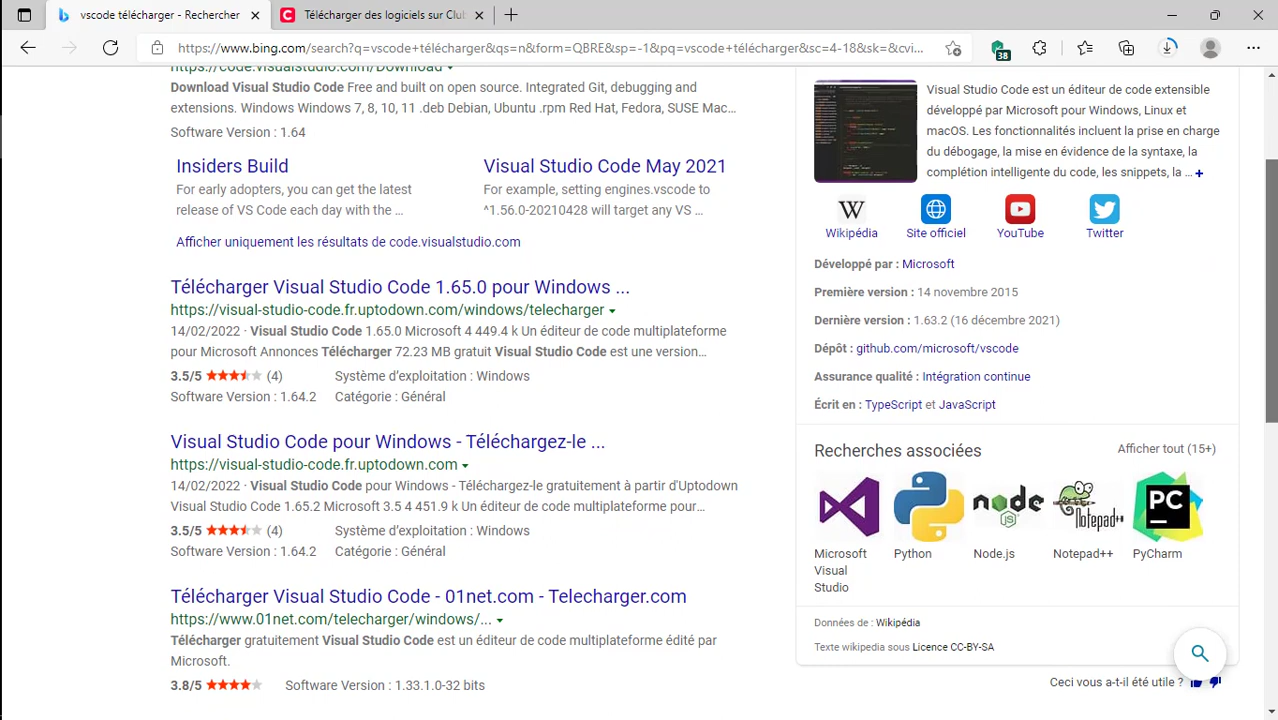 vscode télécharger - Rechercher
Télécharger des logiciels sur Club
https://www.bing.com/search?q=vscode+télécharger&qs=n&form=QBRE&sp=-1&pq=vscode+télécharger&sc=4-18&sk=&cvi...
38
https://code.visualstudio.com/Download
Download Visual Studio Code Free and built on open source. Integrated Git, debugging and
extensions. Windows Windows 7, 8, 10, 11 .deb Debian, Ubuntu .rpm Red Hat, Fedora, SUSE Mac…
Software Version : 1.64
Insiders Build
For early adopters, you can get the latest
release of VS Code each day with the ...
Visual Studio Code May 2021
For example, setting engines.vscode to
^1.56.0-20210428 will target any VS ...
Afficher uniquement les résultats de code.visualstudio.com
Télécharger Visual Studio Code 1.65.0 pour Windows ...
https://visual-studio-code.fr.uptodown.com/windows/telecharger
14/02/2022 · Visual Studio Code 1.65.0 Microsoft 4 449.4 k Un éditeur de code multiplateforme
pour Microsoft Annonces Télécharger 72.23 MB gratuit Visual Studio Code est une version…
3.5/5 (4) Système d'exploitation : Windows
Software Version : 1.64.2 Catégorie : Général
Visual Studio Code pour Windows - Téléchargez-le ...
https://visual-studio-code.fr.uptodown.com
14/02/2022 · Visual Studio Code pour Windows - Téléchargez-le gratuitement à partir d'Uptodown
Visual Studio Code 1.65.2 Microsoft 3.5 4 451.9 k Un éditeur de code multiplateforme pour…
3.5/5 (4) Système d'exploitation : Windows
Software Version : 1.64.2 Catégorie : Général
Télécharger Visual Studio Code - 01net.com - Telecharger.com
https://www.01net.com/telecharger/windows/...
Télécharger gratuitement Visual Studio Code est un éditeur de code multiplateforme édité par
Microsoft.
3.8/5 Software Version : 1.33.1.0-32 bits
Visual Studio Code est un éditeur de code extensible
développé par Microsoft pour Windows, Linux et
macOS. Les fonctionnalités incluent la prise en charge
du débogage, la mise en évidence de la syntaxe, la
complétion intelligente du code, les snippets, la ... +
Wikipédia
Site officiel
YouTube
Twitter
Développé par : Microsoft
Première version : 14 novembre 2015
Dernière version : 1.63.2 (16 décembre 2021)
Dépôt : github.com/microsoft/vscode
Assurance qualité : Intégration continue
Écrit en : TypeScript et JavaScript
Recherches associées
Afficher tout (15+)
Microsoft
Visual
Studio
Python
Node.js
Notepad++
PyCharm
Données de : Wikipédia
Texte wikipedia sous Licence CC-BY-SA
Ceci vous a-t-il été utile ?